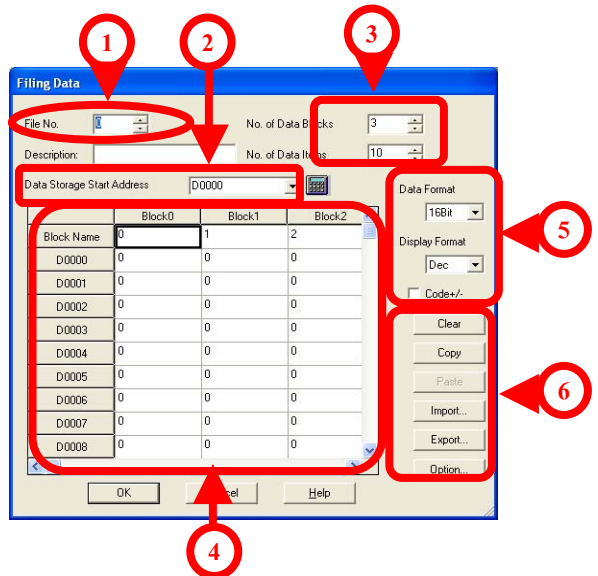 1 2 3
Filing Data
File No. 0 No. of Data Blocks 3
Description: No. of Data Items 10
Data Storage Start Address D0000
Data Format
16Bit
Display Format
Dec
Code+/-
5
Block0 Block1 Block2
Block Name 0 1 2
D0000 0 0 0
D0001 0 0 0
D0002 0 0 0
D0003 0 0 0
D0004 0 0 0
D0005 0 0 0
D0006 0 0 0
D0007 0 0 0
D0008 0 0 0
Clear
Copy
Paste
Import...
Export...
Option...
6
OK Cancel Help
4